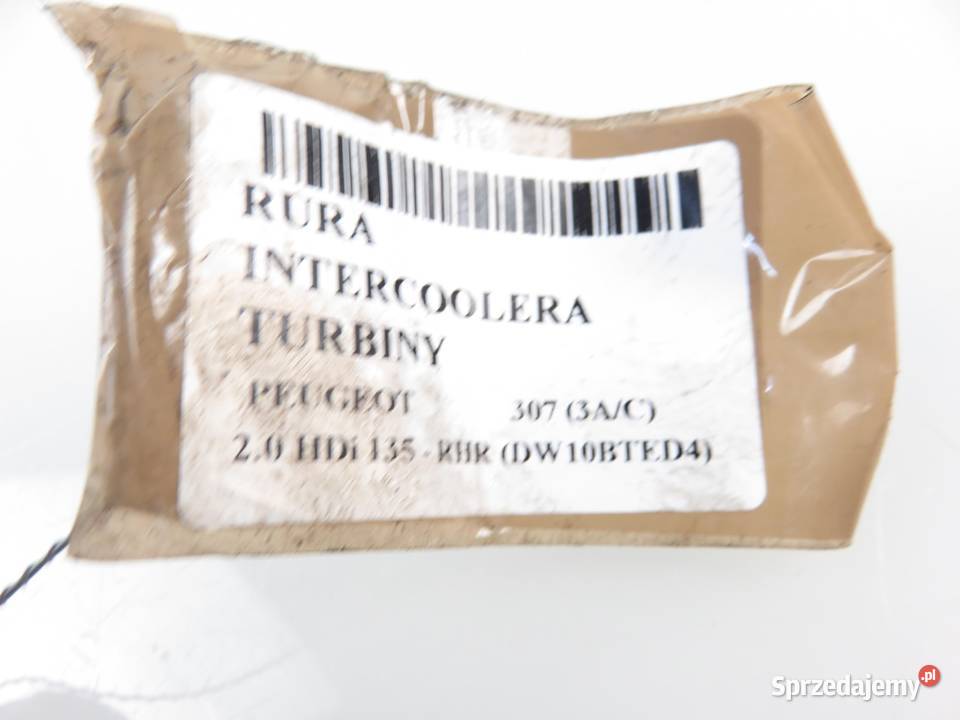 RURA
INTERCOOLERA
TURBINY
PEUGEOT 307 (3A/C)
2.0 HDi 135 - RHR (DW10BTED4)
Sprzedajemy.pl